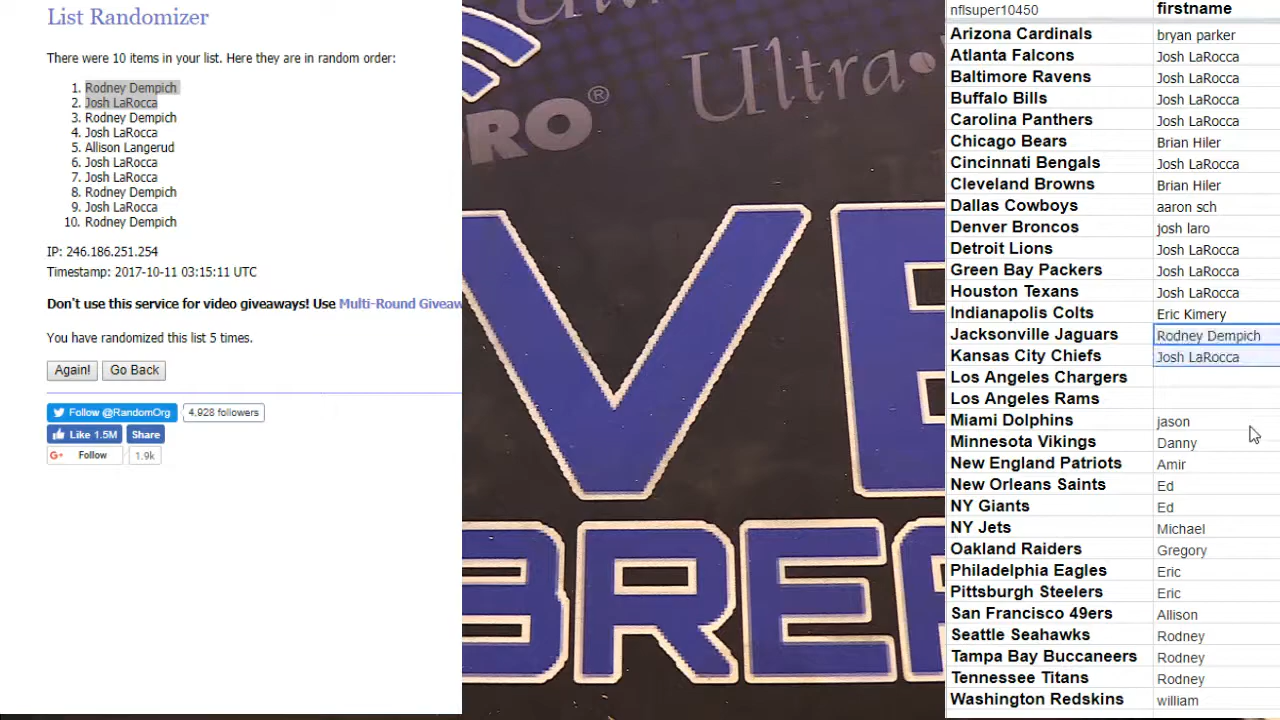 List Randomizer
There were 10 items in your list. Here they are in random order:
1. Rodney Dempich
2. Josh LaRocca
3. Rodney Dempich
4. Josh LaRocca
5. Allison Langerud
6. Josh LaRocca
7. Josh LaRocca
8. Rodney Dempich
9. Josh LaRocca
10. Rodney Dempich
IP: 246.186.251.254
Timestamp: 2017-10-11 03:15:11 UTC
Don't use this service for video giveaways! Use Multi-Round Giveaw
You have randomized this list 5 times.
Again! Go Back
Follow @RandomOrg 4,928 followers
Like 1.5M Share
G+ Follow 1.9k
Ultra
PRO®
BREA
nflsuper10450 firstname
Arizona Cardinals bryan parker
Atlanta Falcons Josh LaRocca
Baltimore Ravens Josh LaRocca
Buffalo Bills Josh LaRocca
Carolina Panthers Josh LaRocca
Chicago Bears Brian Hiler
Cincinnati Bengals Josh LaRocca
Cleveland Browns Brian Hiler
Dallas Cowboys aaron sch
Denver Broncos josh laro
Detroit Lions Josh LaRocca
Green Bay Packers Josh LaRocca
Houston Texans Josh LaRocca
Indianapolis Colts Eric Kimery
Jacksonville Jaguars Rodney Dempich
Kansas City Chiefs Josh LaRocca
Los Angeles Chargers
Los Angeles Rams
Miami Dolphins jason
Minnesota Vikings Danny
New England Patriots Amir
New Orleans Saints Ed
NY Giants Ed
NY Jets Michael
Oakland Raiders Gregory
Philadelphia Eagles Eric
Pittsburgh Steelers Eric
San Francisco 49ers Allison
Seattle Seahawks Rodney
Tampa Bay Buccaneers Rodney
Tennessee Titans Rodney
Washington Redskins william